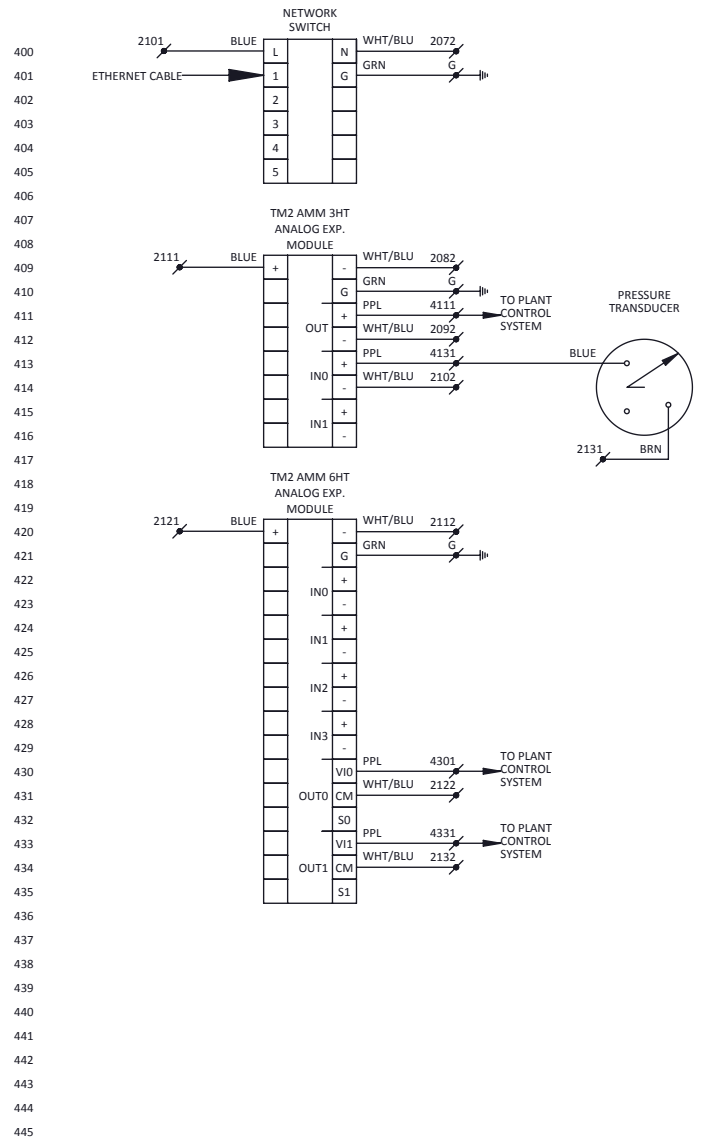 NETWORK
SWITCH
400 2101 BLUE L N WHT/BLU 2072
401 ETHERNET CABLE 1 G GRN G
402 2
403 3
404 4
405 5
406
407 TM2 AMM 3HT
ANALOG EXP.
408 MODULE
409 2111 BLUE + - WHT/BLU 2082
410 G GRN G
411 OUT + PPL 4111 TO PLANT
CONTROL
SYSTEM
PRESSURE
TRANSDUCER
412 - WHT/BLU 2092
413 IN0 + PPL 4131 BLUE
414 - WHT/BLU 2102
415 IN1 +
416 -
417 2131 BRN
418 TM2 AMM 6HT
ANALOG EXP.
419 MODULE
420 2121 BLUE + - WHT/BLU 2112
421 G GRN G
422 IN0 +
423 -
424 IN1 +
425 -
426 IN2 +
427 -
428 IN3 +
429 -
430 VI0 PPL 4301 TO PLANT
CONTROL
SYSTEM
431 OUT0 CM WHT/BLU 2122
432 S0
433 VI1 PPL 4331 TO PLANT
CONTROL
SYSTEM
434 OUT1 CM WHT/BLU 2132
435 S1
436
437
438
439
440
441
442
443
444
445